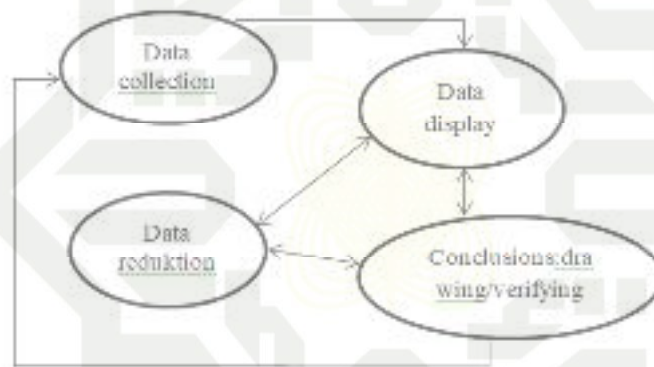 Data
collection
Data
display
Data
reduktion
Conclusions:dra
wing/verifying